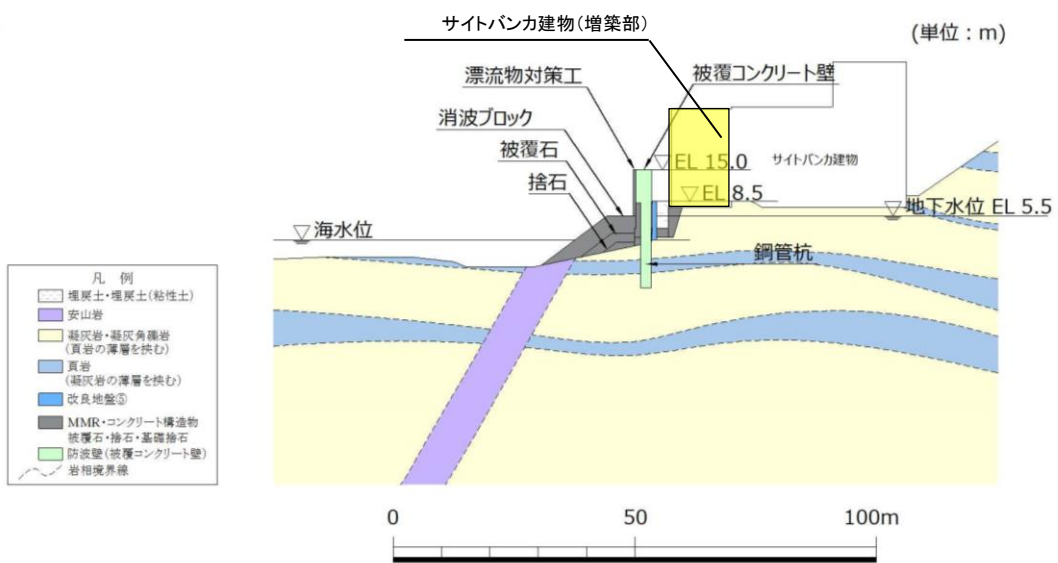 サイトバンカ建物(増築部)
(単位:m)
漂流物対策工
被覆コンクリート壁
消波ブロック
被覆石
EL 15.0
サイトバンカ建物
捨石
EL 8.5
地下水位 EL 5.5
海水位
鋼管杭
凡 例
埋戻土・埋戻土(粘性土)
安山岩
凝灰岩・凝灰角礫岩
(頁岩の薄層を挟む)
頁岩
(凝灰岩の薄層を挟む)
改良地盤⑤
MMR・コンクリート構造物
被覆石・捨石・基礎捨石
防波壁(被覆コンクリート壁)
岩相境界線
0
50
100m